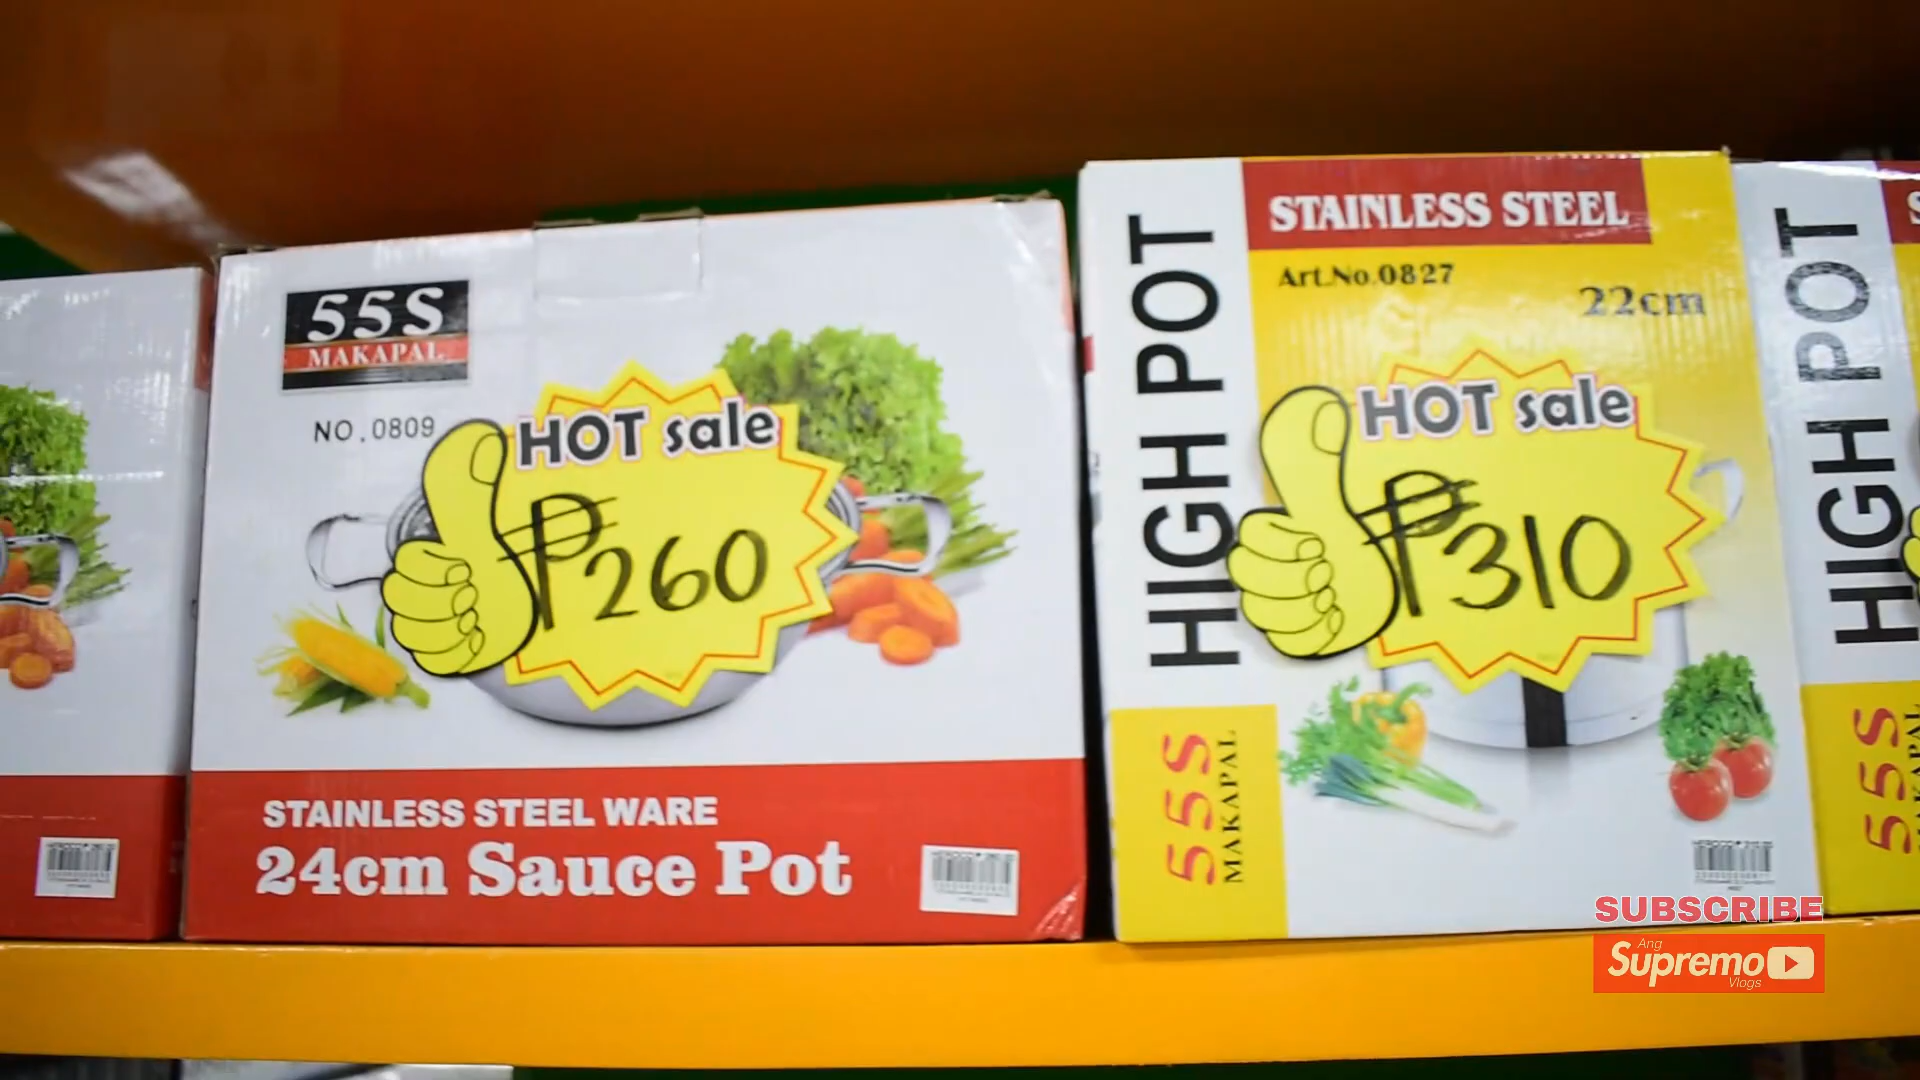 55S
MAKAPAL
NO.0809
HOT sale
₱260
STAINLESS STEEL WARE
24cm Sauce Pot
HIGH POT
STAINLESS STEEL
Art.No.0827
22cm
HOT sale
₱310
55S
MAKAPAL
HIGH POT
55S
SUBSCRIBE
Ang
Supremo
Vlogs